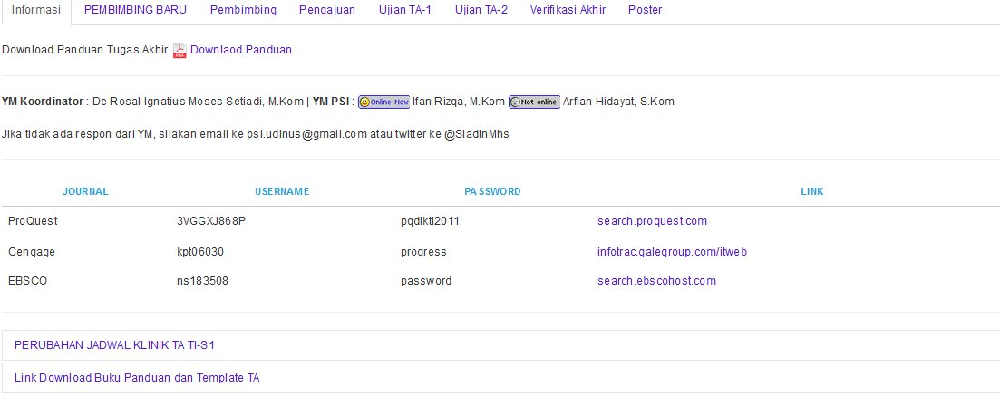 Informasi PEMBIMBING BARU Pembimbing Pengajuan Ujian TA-1 Ujian TA-2 Verifikasi Akhir Poster
Download Panduan Tugas Akhir PDF Downlaod Panduan
YM Koordinator : De Rosal Ignatius Moses Setiadi, M.Kom | YM PSI : Online Now Ifan Rizqa, M.Kom Not online Arfian Hidayat, S.Kom
Jika tidak ada respon dari YM, silakan email ke psi.udinus@gmail.com atau twitter ke @SiadinMhs
JOURNAL USERNAME PASSWORD LINK
ProQuest 3VGGXJ868P pqdikti2011 search.proquest.com
Cengage kpt06030 progress infotrac.galegroup.com/itweb
EBSCO ns183508 password search.ebscohost.com
PERUBAHAN JADWAL KLINIK TA TI-S1
Link Download Buku Panduan dan Template TA